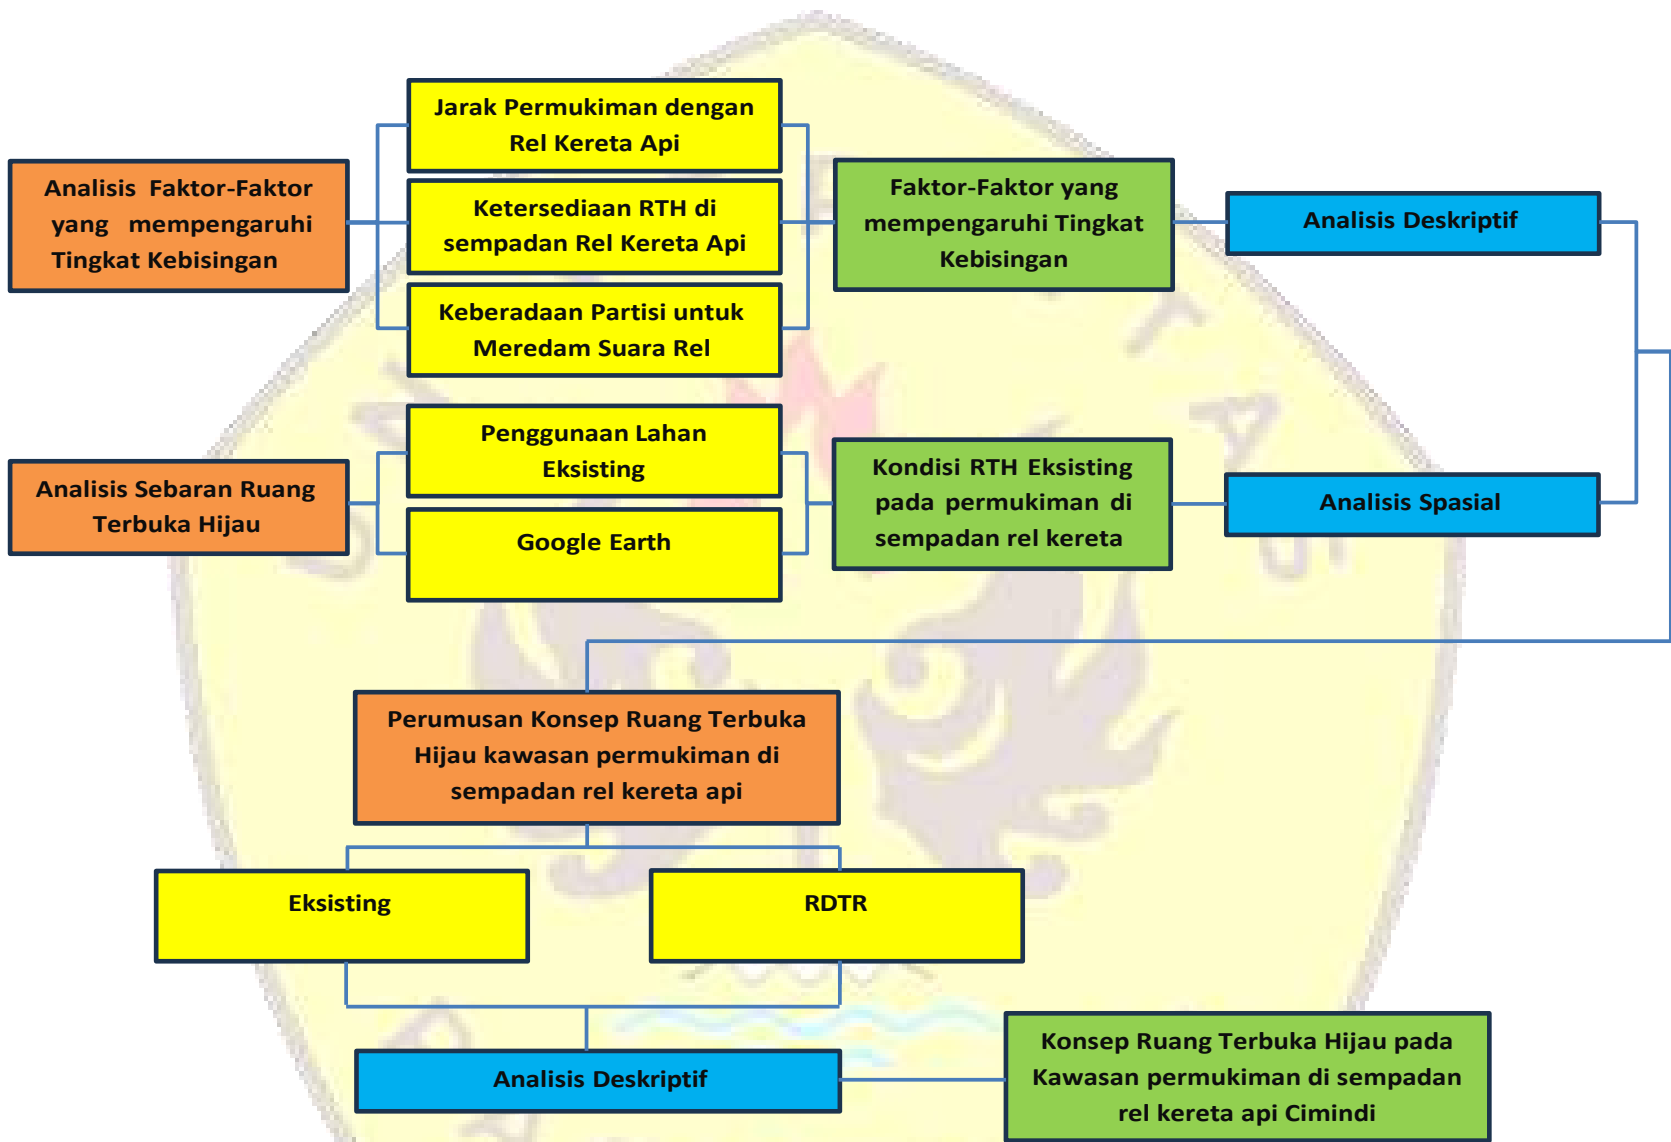 Jarak Permukiman dengan
Rel Kereta Api
Analisis Faktor-Faktor
yang mempengaruhi
Tingkat Kebisingan
Ketersediaan RTH di
sempadan Rel Kereta Api
Keberadaan Partisi untuk
Meredam Suara Rel
Faktor-Faktor yang
mempengaruhi Tingkat
Kebisingan
Analisis Deskriptif
Analisis Sebaran Ruang
Terbuka Hijau
Penggunaan Lahan
Eksisting
Google Earth
Kondisi RTH Eksisting
pada permukiman di
sempadan rel kereta
Analisis Spasial
Perumusan Konsep Ruang Terbuka
Hijau kawasan permukiman di
sempadan rel kereta api
Eksisting
RDTR
Analisis Deskriptif
Konsep Ruang Terbuka Hijau pada
Kawasan permukiman di sempadan
rel kereta api Cimindi